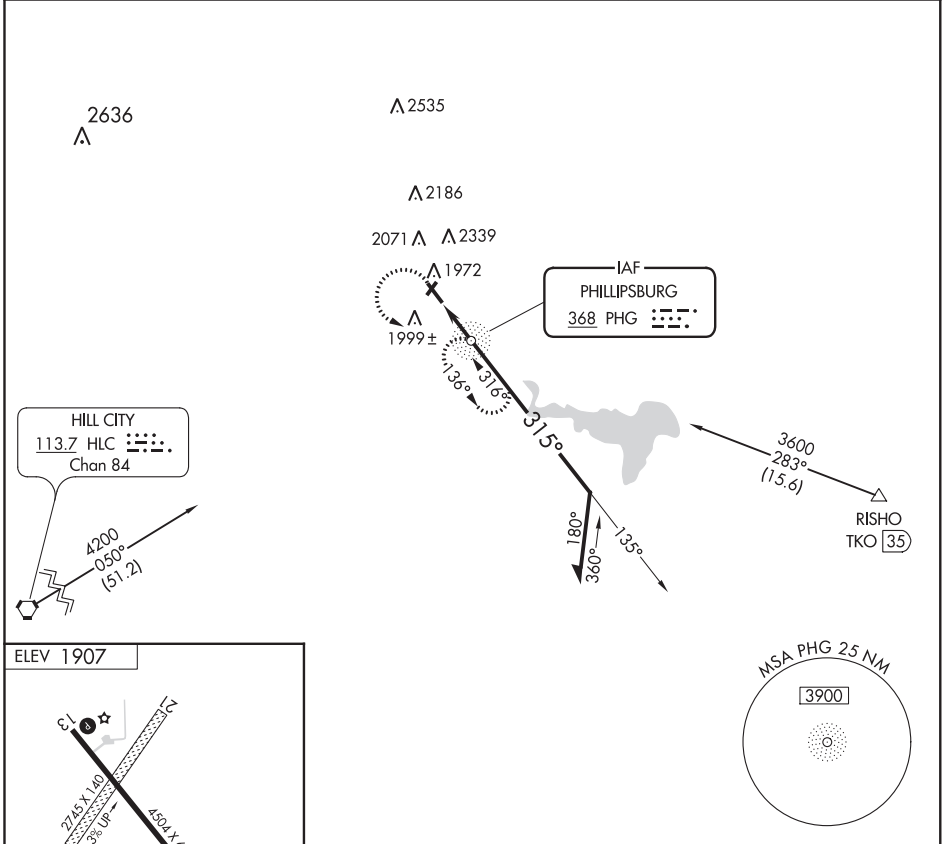 2636
2535
2186
2071
2339
1972
1999±
IAF
PHILLIPSBURG
368 PHG
136°
316°
315°
HILL CITY
113.7 HLC
Chan 84
4200
050°
(51.2)
3600
283°
(15.6)
RISHO
TKO 35
180°
360°
135°
ELEV 1907
13
21
P
2745 X 140
3% UP
4504 X
MSA PHG 25 NM
3900